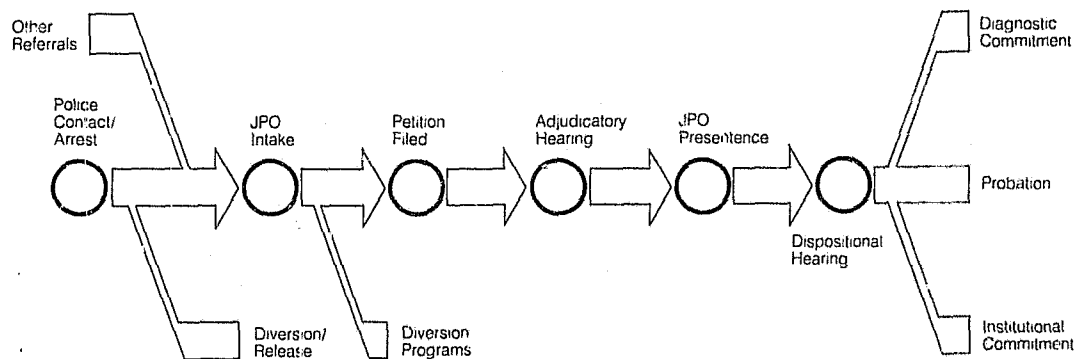 Other
Referrals
Diagnostic
Commitment
Police
Contact/
Arrest
JPO
Intake
Petition
Filed
Adjudicatory
Hearing
JPO
Presentence
Probation
Dispositional
Hearing
Diversion/
Release
Diversion
Programs
Institutional
Commitment